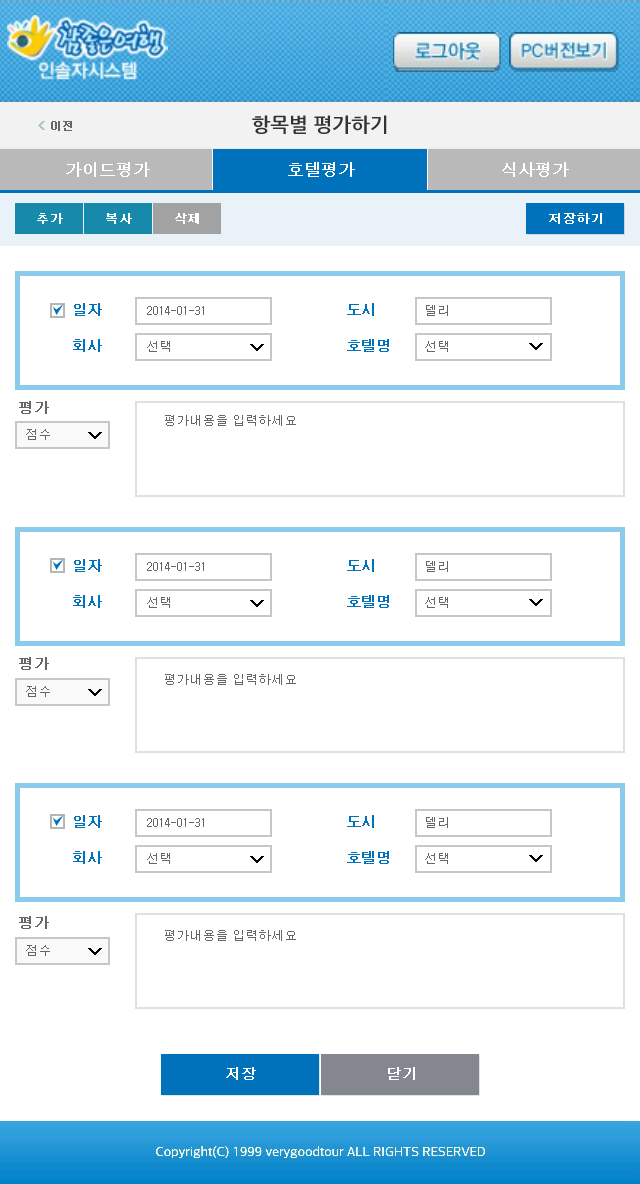 참좋은여행
인솔자시스템
로그아웃 PC버전보기
이전 항목별 평가하기
가이드평가 호텔평가 식사평가
추가 복사 삭제 저장하기
일자 2014-01-31 도시 델리
회사 선택 호텔명 선택
평가
점수
평가내용을 입력하세요
일자 2014-01-31 도시 델리
회사 선택 호텔명 선택
평가
점수
평가내용을 입력하세요
일자 2014-01-31 도시 델리
회사 선택 호텔명 선택
평가
점수
평가내용을 입력하세요
저장 닫기
Copyright(C) 1999 verygoodtour ALL RIGHTS RESERVED